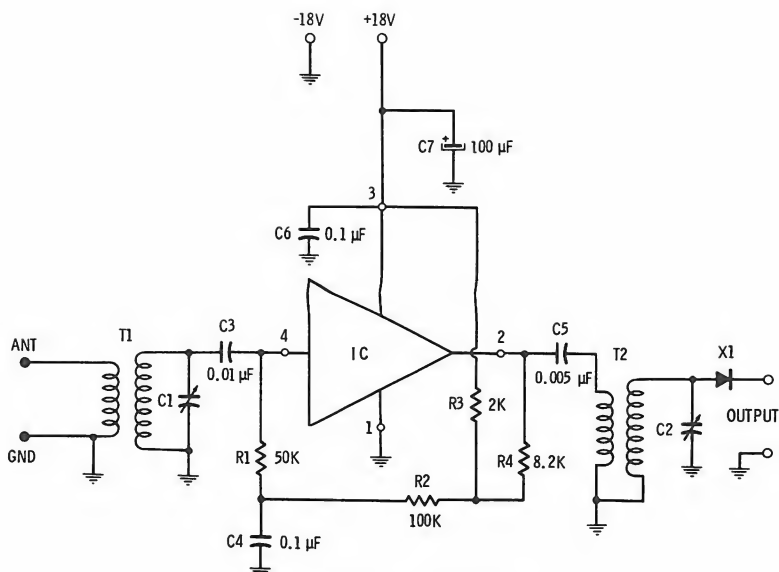 -18V
+18V
C7
+
100 µF
3
C6
0.1 µF
ANT
T1
C3
4
IC
2
C5
T2
X1
0.01 µF
0.005 µF
C1
R3
2K
C2
OUTPUT
GND
1
R1
50K
R4
8.2K
R2
100K
C4
0.1 µF